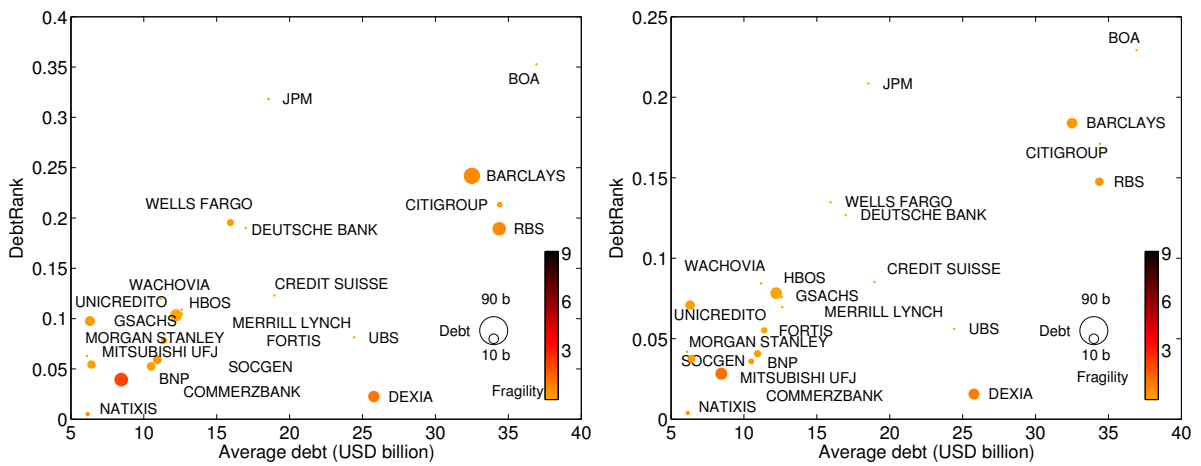 0.4
0.35
0.3
0.25
0.2
0.15
0.1
0.05
0
DebtRank
5 10 15 20 25 30 35 40
Average debt (USD billion)
BOA
JPM
BARCLAYS
WELLS FARGO
CITIGROUP
DEUTSCHE BANK
RBS
CREDIT SUISSE
WACHOVIA
UNICREDITO
HBOS
GSACHS
MERRILL LYNCH
MORGAN STANLEY
FORTIS
UBS
MITSUBISHI UFJ
SOCGEN
BNP
COMMERZBANK
DEXIA
NATIXIS
90 b
Debt
10 b
Fragility
9
6
3
0.25
0.2
0.15
0.1
0.05
0
DebtRank
5 10 15 20 25 30 35 40
Average debt (USD billion)
BOA
JPM
BARCLAYS
CITIGROUP
RBS
WELLS FARGO
DEUTSCHE BANK
WACHOVIA
CREDIT SUISSE
HBOS
GSACHS
UNICREDITO
MERRILL LYNCH
FORTIS
UBS
MORGAN STANLEY
SOCGEN
BNP
MITSUBISHI UFJ
COMMERZBANK
DEXIA
NATIXIS
90 b
Debt
10 b
Fragility
9
6
3